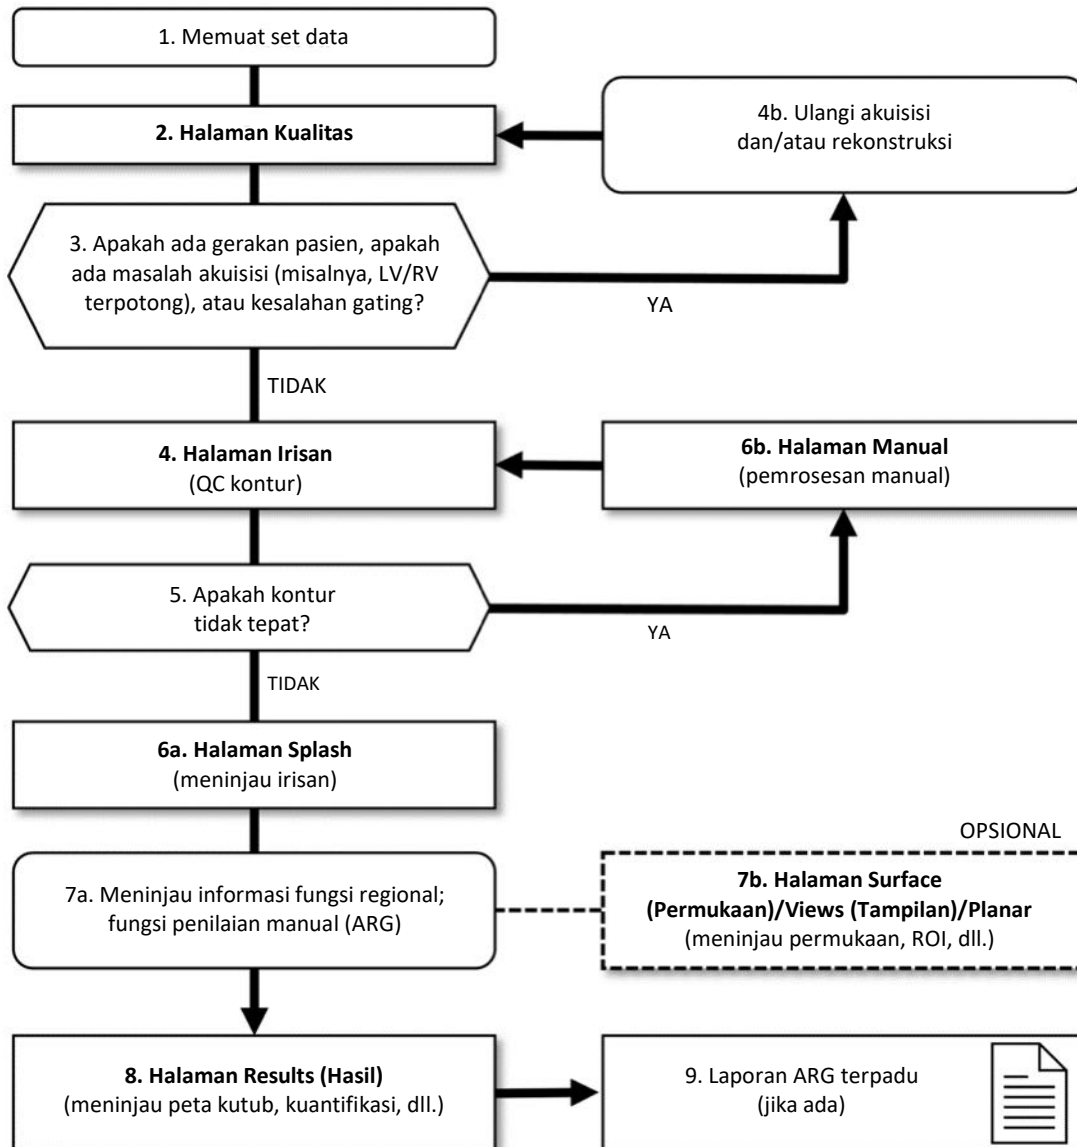 1. Memuat set data
2. Halaman Kualitas
4b. Ulangi akuisisi
dan/atau rekonstruksi
3. Apakah ada gerakan pasien, apakah
ada masalah akuisisi (misalnya, LV/RV
terpotong), atau kesalahan gating?
YA
TIDAK
4. Halaman Irisan
(QC kontur)
6b. Halaman Manual
(pemrosesan manual)
5. Apakah kontur
tidak tepat?
YA
TIDAK
6a. Halaman Splash
(meninjau irisan)
OPSIONAL
7a. Meninjau informasi fungsi regional;
fungsi penilaian manual (ARG)
7b. Halaman Surface
(Permukaan)/Views (Tampilan)/Planar
(meninjau permukaan, ROI, dll.)
8. Halaman Results (Hasil)
(meninjau peta kutub, kuantifikasi, dll.)
9. Laporan ARG terpadu
(jika ada)